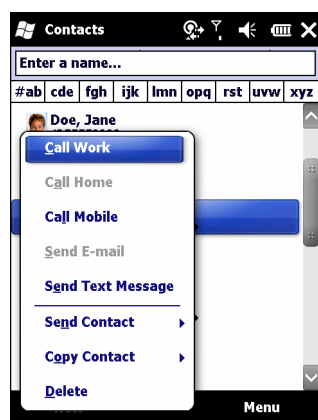 Contacts
Enter a name...
#ab cde fgh ijk lmn opq rst uvw xyz
Doe, Jane
Call Work
Call Home
Call Mobile
Send E-mail
Send Text Message
Send Contact
Copy Contact
Delete
Menu